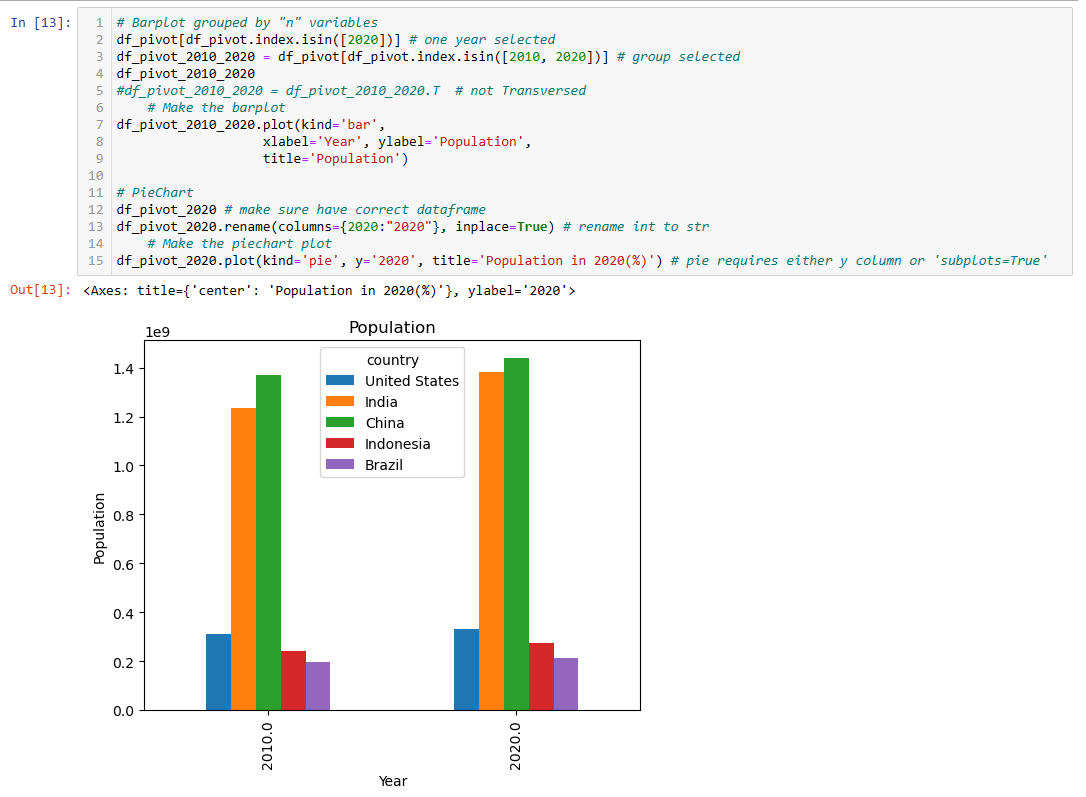 In [13]:
1 # Barplot grouped by "n" variables
2 df_pivot[df_pivot.index.isin([2020])] # one year selected
3 df_pivot_2010_2020 = df_pivot[df_pivot.index.isin([2010, 2020])] # group selected
4 df_pivot_2010_2020
5 #df_pivot_2010_2020 = df_pivot_2010_2020.T  # not Transversed
6     # Make the barplot
7 df_pivot_2010_2020.plot(kind='bar',
8                    xlabel='Year', ylabel='Population',
9                    title='Population')
10
11 # PieChart
12 df_pivot_2020 # make sure have correct dataframe
13 df_pivot_2020.rename(columns={2020:"2020"}, inplace=True) # rename int to str
14     # Make the piechart plot
15 df_pivot_2020.plot(kind='pie', y='2020', title='Population in 2020(%)') # pie requires either y column or 'subplots=True'
Out[13]: <Axes: title={'center': 'Population in 2020(%)'}, ylabel='2020'>
Population
1e9
country
United States
India
China
Indonesia
Brazil
1.4
1.2
1.0
0.8
0.6
0.4
0.2
0.0
Population
2010.0
2020.0
Year